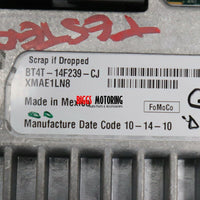 TESTED
Scrap if Dropped
BT4T-14F239-CJ
XMAE1LN8
RICCI MOTORING
Made in Mexico
FoMoCo
Manufacture Date Code 10-14-10